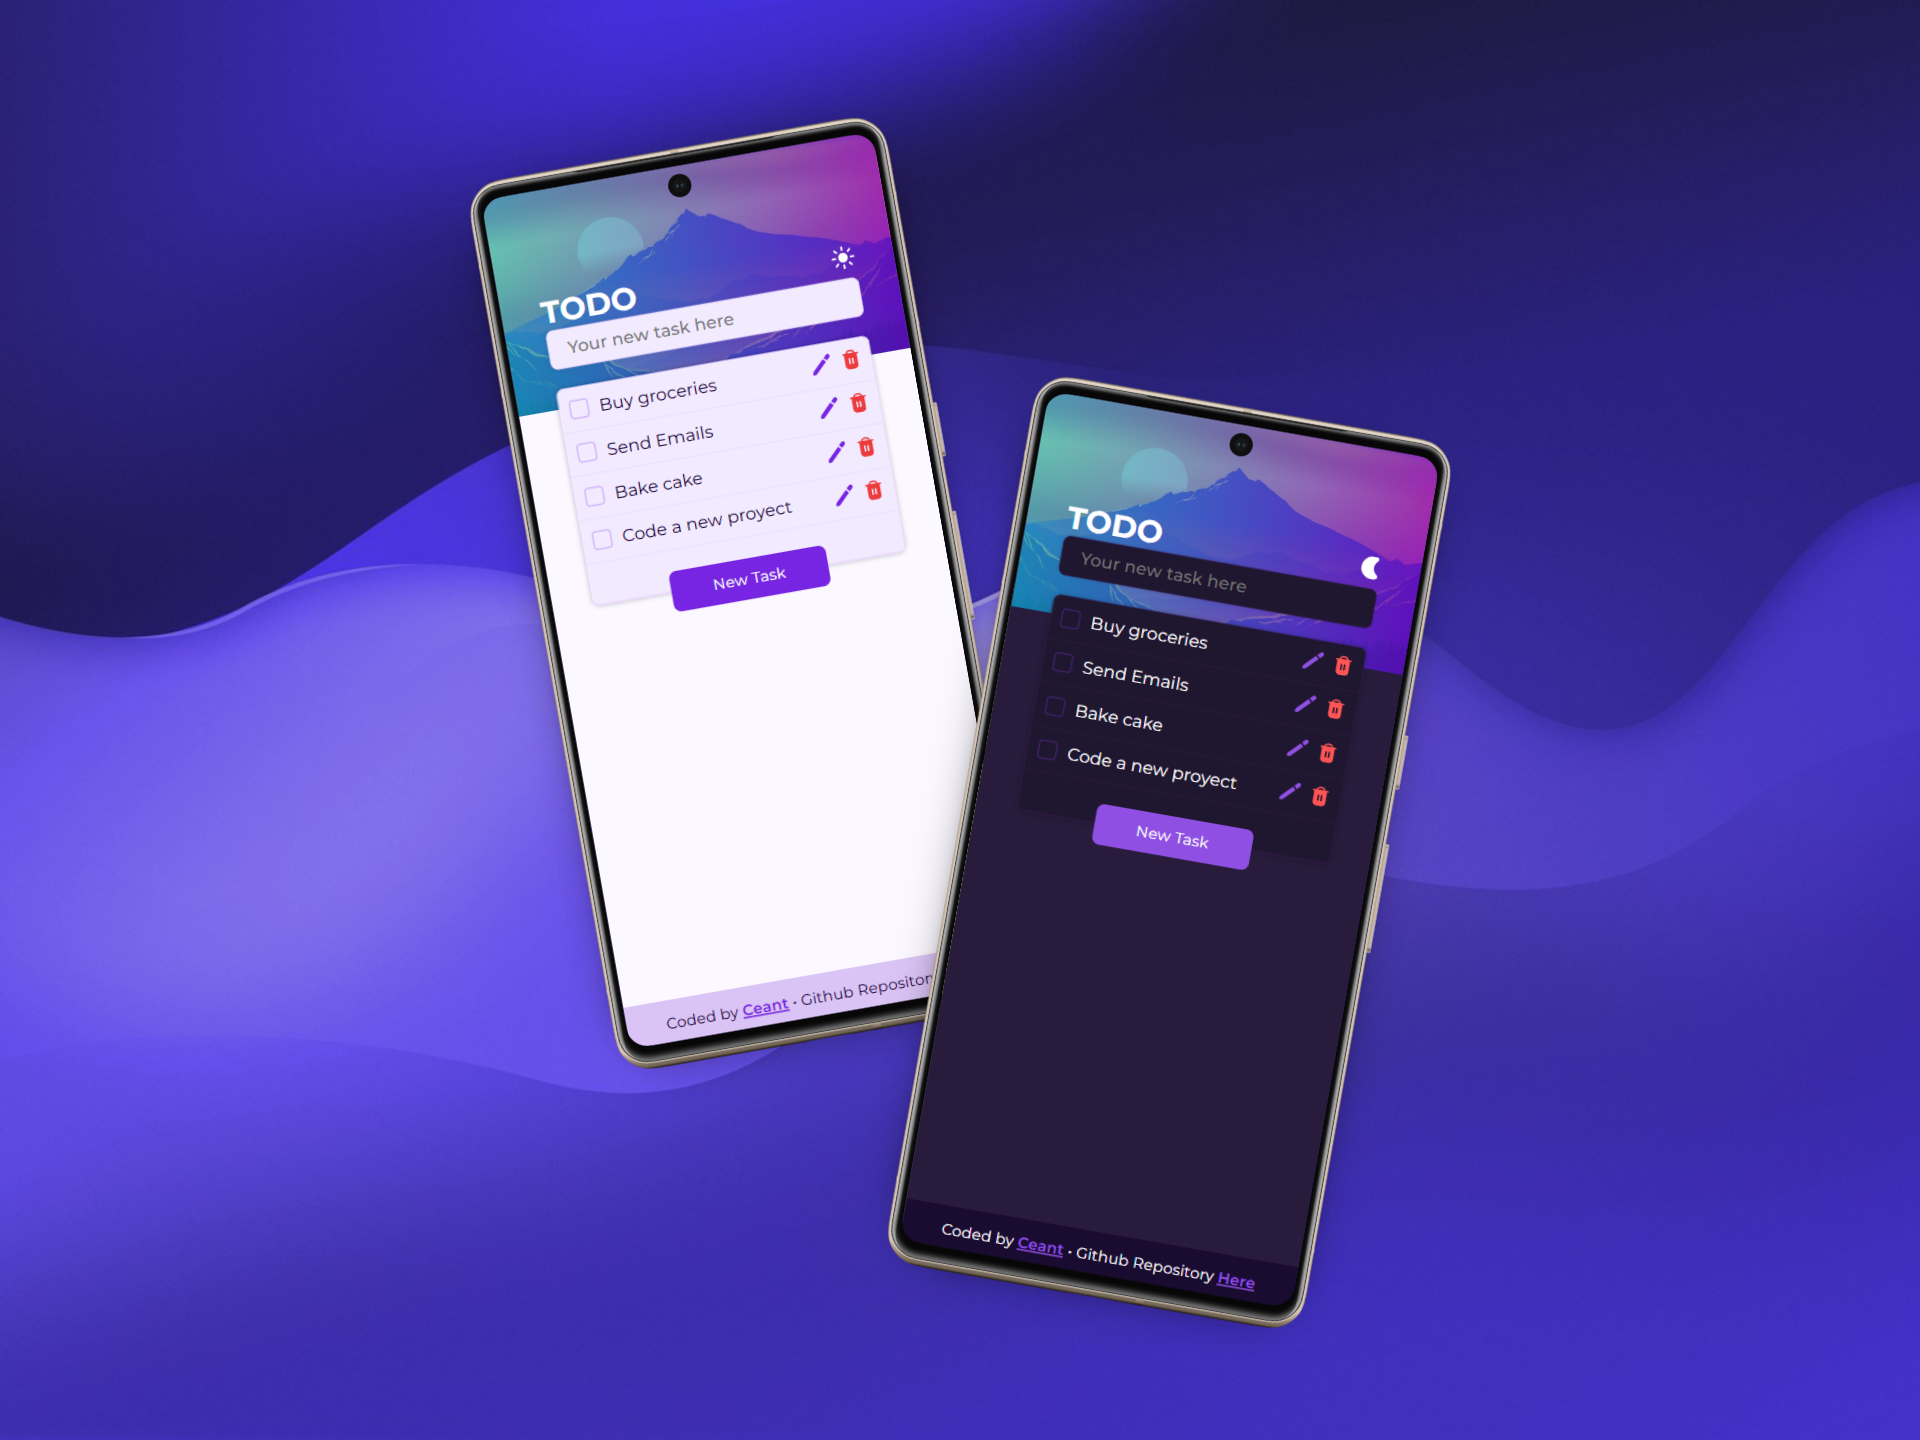 TODO
Your new task here
Buy groceries
Send Emails
Bake cake
Code a new proyect
New Task
Coded by Ceant • Github Repository
TODO
Your new task here
Buy groceries
Send Emails
Bake cake
Code a new proyect
New Task
Coded by Ceant • Github Repository Here